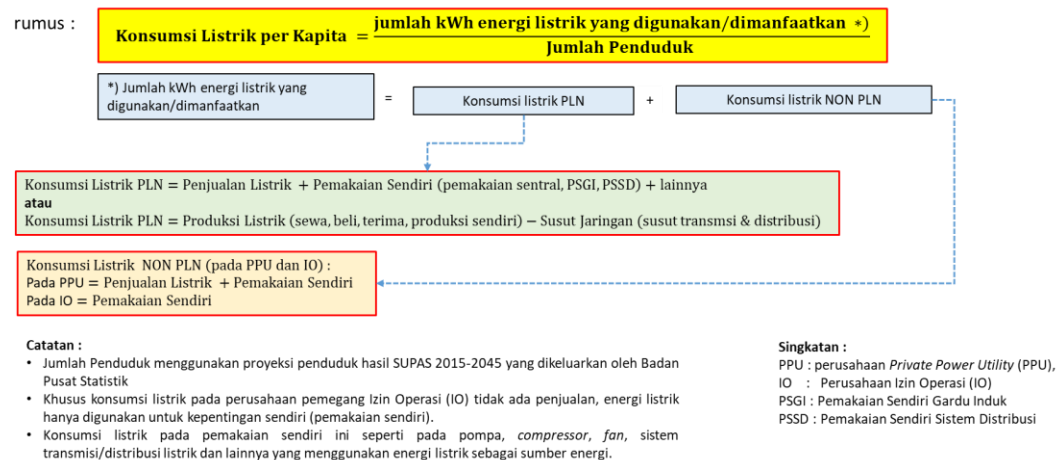 rumus :
Konsumsi Listrik per Kapita = jumlah kWh energi listrik yang digunakan/dimanfaatkan *)
Jumlah Penduduk
*) Jumlah kWh energi listrik yang
digunakan/dimanfaatkan
=
Konsumsi listrik PLN
+
Konsumsi listrik NON PLN
Konsumsi Listrik PLN = Penjualan Listrik + Pemakaian Sendiri (pemakaian sentral, PSGI, PSSD) + lainnya
atau
Konsumsi Listrik PLN = Produksi Listrik (sewa, beli, terima, produksi sendiri) − Susut Jaringan (susut transmsi & distribusi)
Konsumsi Listrik NON PLN (pada PPU dan IO) :
Pada PPU = Penjualan Listrik + Pemakaian Sendiri
Pada IO = Pemakaian Sendiri
Catatan :
• Jumlah Penduduk menggunakan proyeksi penduduk hasil SUPAS 2015-2045 yang dikeluarkan oleh Badan
Pusat Statistik
• Khusus konsumsi listrik pada perusahaan pemegang Izin Operasi (IO) tidak ada penjualan, energi listrik
hanya digunakan untuk kepentingan sendiri (pemakaian sendiri).
• Konsumsi listrik pada pemakaian sendiri ini seperti pada pompa, compressor, fan, sistem
transmisi/distribusi listrik dan lainnya yang menggunakan energi listrik sebagai sumber energi.
Singkatan :
PPU : perusahaan Private Power Utility (PPU),
IO : Perusahaan Izin Operasi (IO)
PSGI : Pemakaian Sendiri Gardu Induk
PSSD : Pemakaian Sendiri Sistem Distribusi